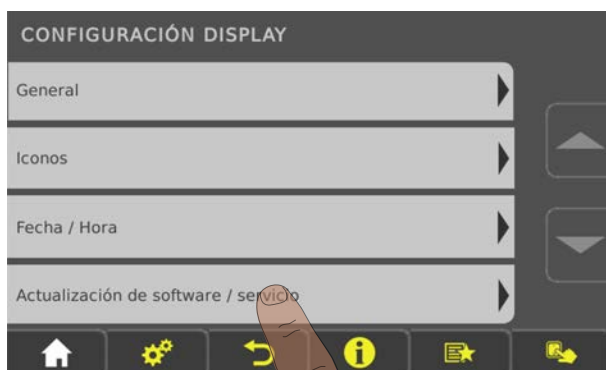 CONFIGURACIÓN DISPLAY
General
Iconos
Fecha / Hora
Actualización de software / servicio